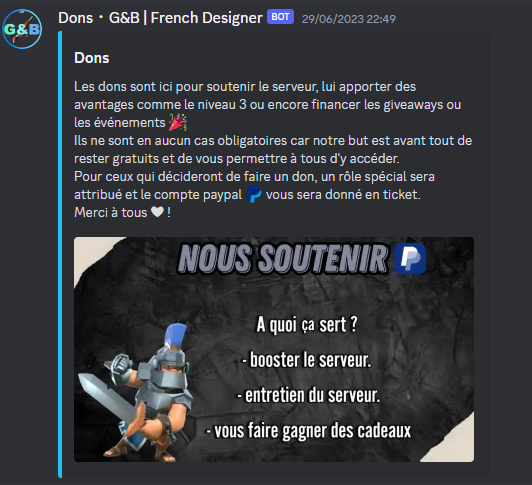 G&B
Dons · G&B | French Designer BOT 29/06/2023 22:49
Dons
Les dons sont ici pour soutenir le serveur, lui apporter des
avantages comme le niveau 3 ou encore financer les giveaways ou
les événements 🎉
Ils ne sont en aucun cas obligatoires car notre but est avant tout de
rester gratuits et de vous permettre à tous d'y accéder.
Pour ceux qui décideront de faire un don, un rôle spécial sera
attribué et le compte paypal vous sera donné en ticket.
Merci à tous 🤍 !
NOUS SOUTENIR
A quoi ça sert ?
- booster le serveur.
- entretien du serveur.
- vous faire gagner des cadeaux